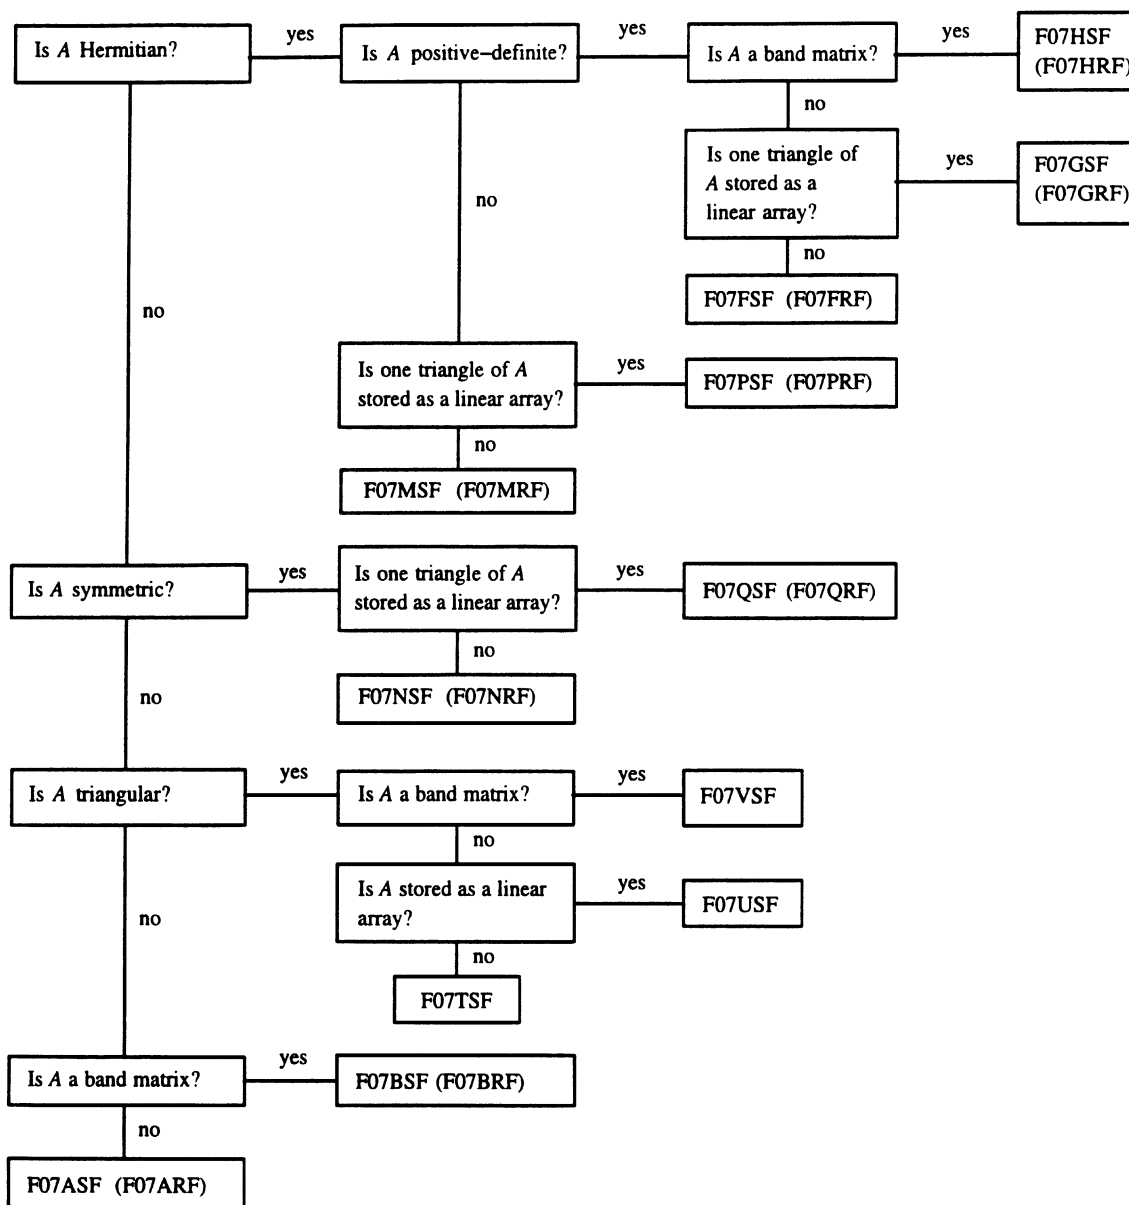 Is A Hermitian?
yes
Is A positive–definite?
yes
Is A a band matrix?
yes
F07HSF
(F07HRF)
no
Is one triangle of
A stored as a
linear array?
yes
F07GSF
(F07GRF)
no
F07FSF (F07FRF)
no
Is one triangle of A
stored as a linear array?
yes
F07PSF (F07PRF)
no
F07MSF (F07MRF)
no
Is A symmetric?
yes
Is one triangle of A
stored as a linear array?
yes
F07QSF (F07QRF)
no
F07NSF (F07NRF)
no
Is A triangular?
yes
Is A a band matrix?
yes
F07VSF
no
Is A stored as a linear
array?
yes
F07USF
no
F07TSF
no
Is A a band matrix?
yes
F07BSF (F07BRF)
no
F07ASF (F07ARF)